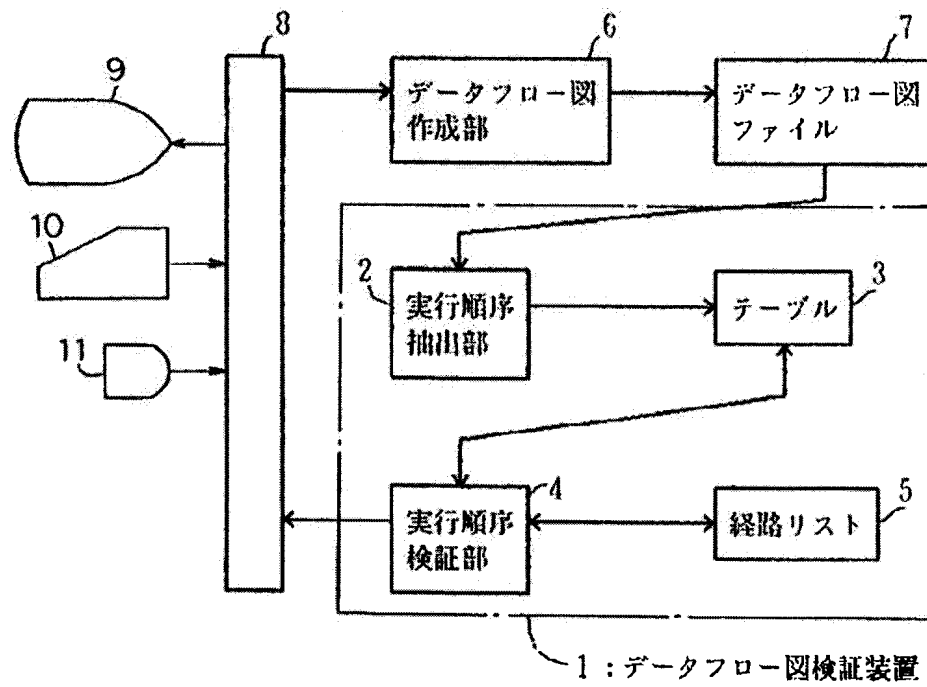 8
6
7
9
データフロー図
作成部
データフロー図
ファイル
10
2
3
実行順序
抽出部
テーブル
11
4
5
実行順序
検証部
経路リスト
1：データフロー図検証装置